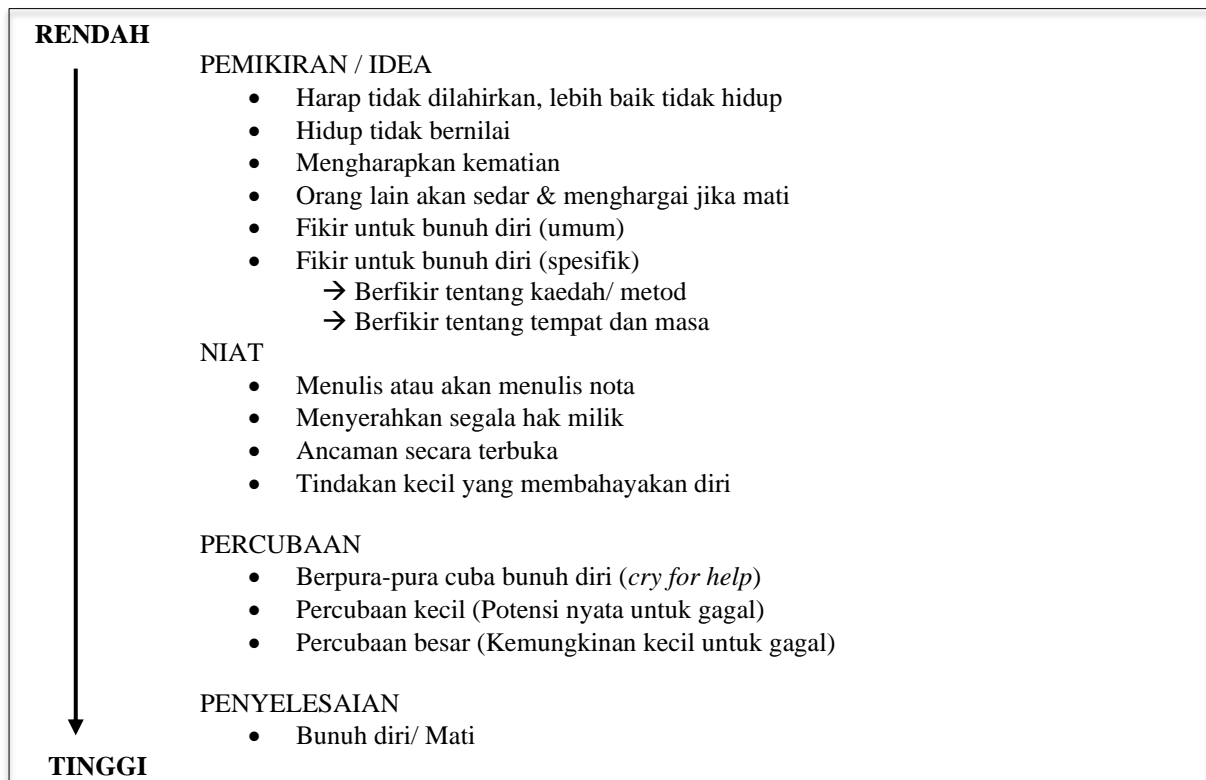 RENDAH
PEMIKIRAN / IDEA
• Harap tidak dilahirkan, lebih baik tidak hidup
• Hidup tidak bernilai
• Mengharapkan kematian
• Orang lain akan sedar & menghargai jika mati
• Fikir untuk bunuh diri (umum)
• Fikir untuk bunuh diri (spesifik)
→ Berfikir tentang kaedah/ metod
→ Berfikir tentang tempat dan masa
NIAT
• Menulis atau akan menulis nota
• Menyerahkan segala hak milik
• Ancaman secara terbuka
• Tindakan kecil yang membahayakan diri
PERCUBAAN
• Berpura-pura cuba bunuh diri (cry for help)
• Percubaan kecil (Potensi nyata untuk gagal)
• Percubaan besar (Kemungkinan kecil untuk gagal)
PENYELESAIAN
• Bunuh diri/ Mati
TINGGI